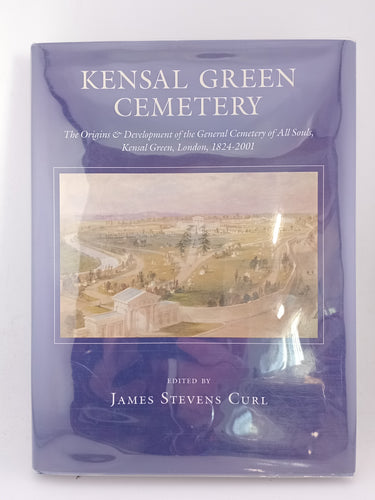 KENSAL GREEN
CEMETERY
The Origins & Development of the General Cemetery of All Souls,
Kensal Green, London, 1824-2001
EDITED BY
JAMES STEVENS CURL